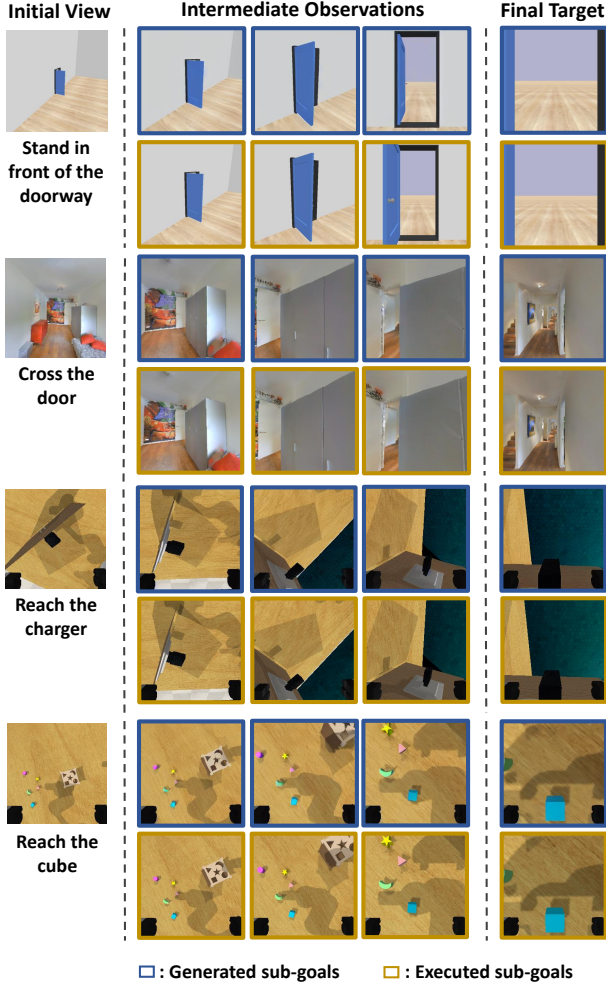 Initial View
Intermediate Observations
Final Target
Stand in
front of the
doorway
Cross the
door
Reach the
charger
Reach the
cube
: Generated sub-goals
: Executed sub-goals